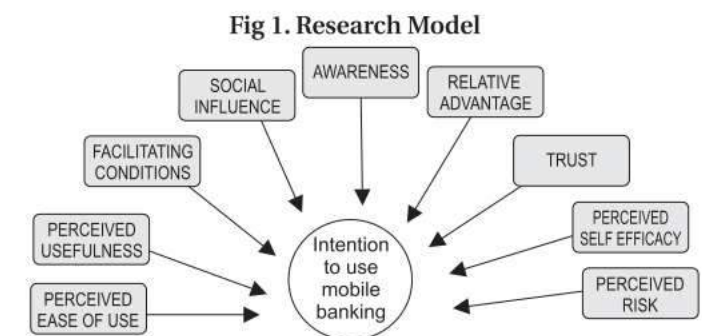 Fig 1. Research Model
AWARENESS
SOCIAL
INFLUENCE
RELATIVE
ADVANTAGE
FACILITATING
CONDITIONS
TRUST
PERCEIVED
USEFULNESS
PERCEIVED
SELF EFFICACY
PERCEIVED
EASE OF USE
PERCEIVED
RISK
Intention
to use
mobile
banking